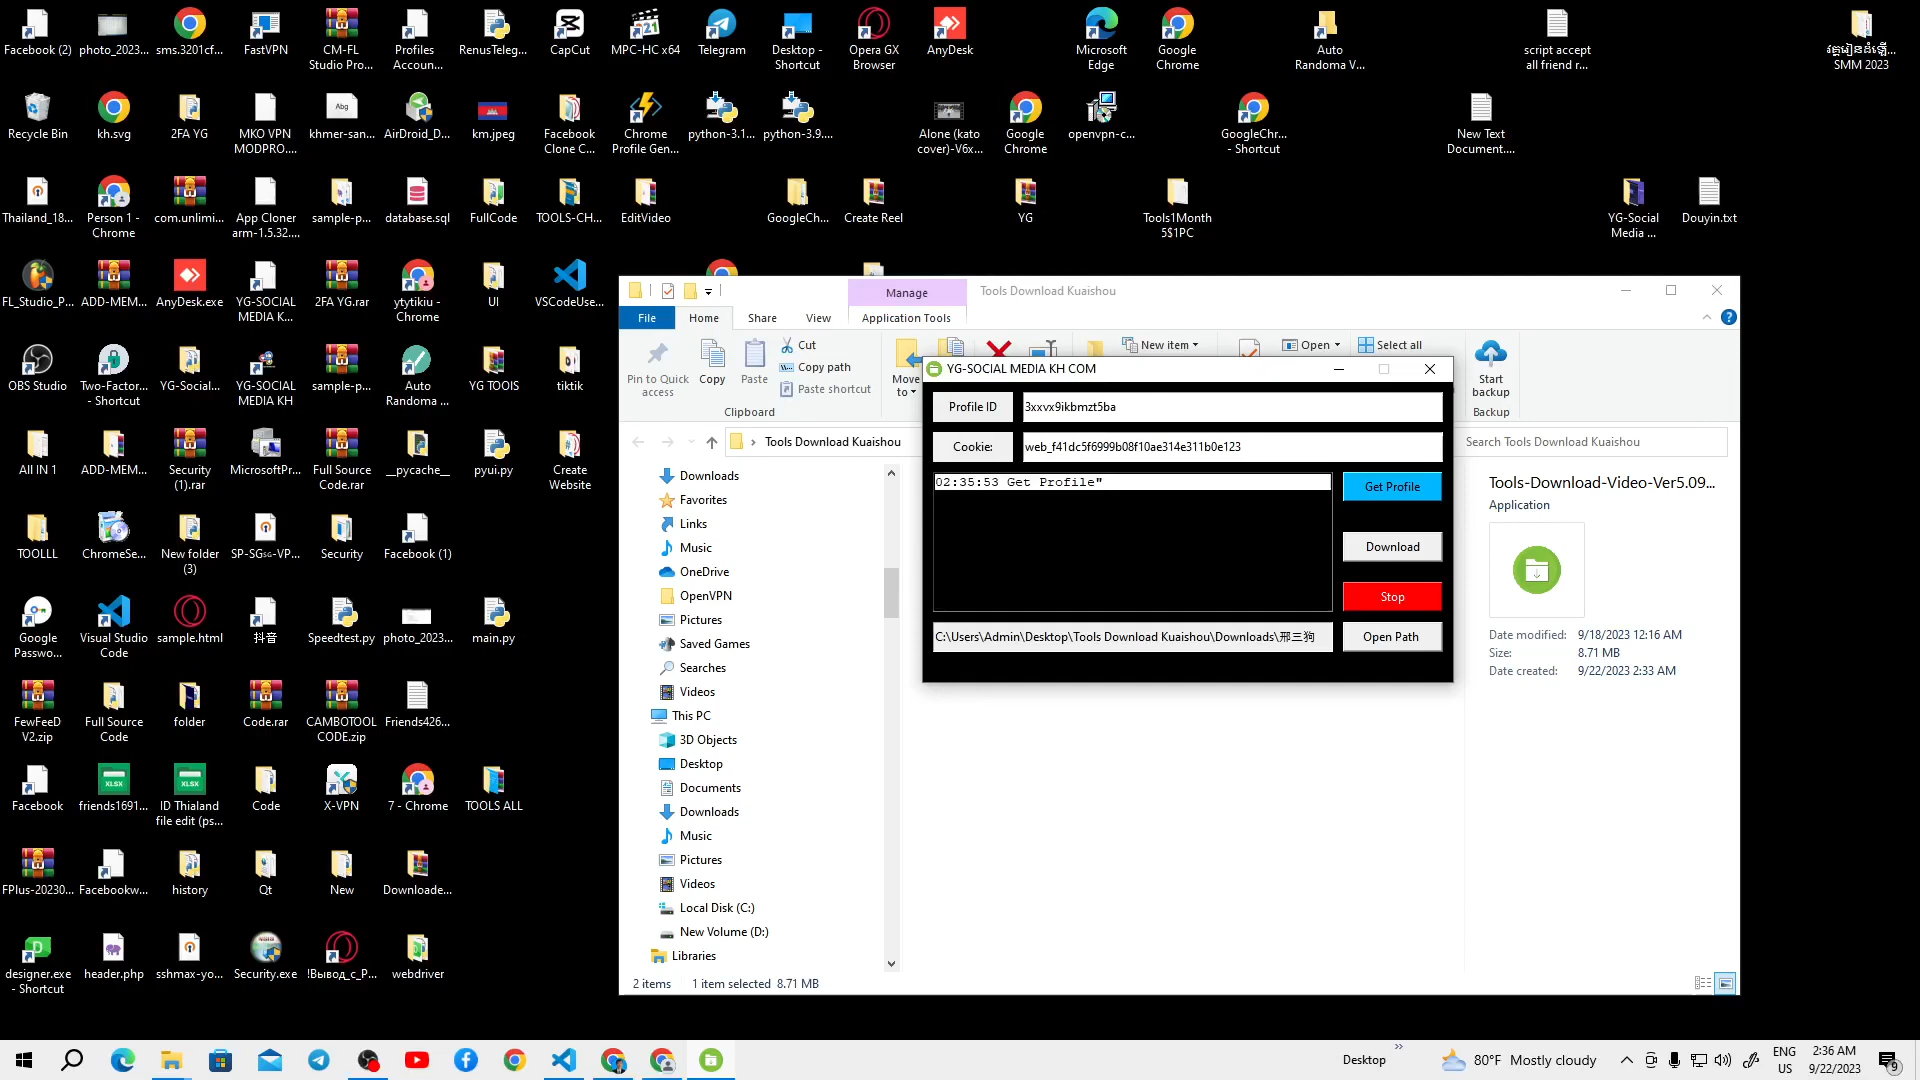 Facebook (2)
photo_2023...
sms.3201cf...
FastVPN
CM-FL
Studio Pro...
Profiles
Accoun...
RenusTeleg...
CapCut
MPC-HC x64
Telegram
Desktop -
Shortcut
Opera GX
Browser
AnyDesk
Microsoft
Edge
Google
Chrome
Auto
Randoma V...
script accept
all friend r...
SMM 2023
Recycle Bin
kh.svg
2FA YG
MKO VPN
MODPRO....
khmer-san...
AirDroid_D...
km.jpeg
Facebook
Clone C...
Chrome
Profile Gen...
python-3.1...
python-3.9....
Alone (kato
cover)-V6x...
Google
Chrome
openvpn-c...
GoogleChr...
- Shortcut
New Text
Document....
Thailand_18...
Person 1 -
Chrome
com.unlimi...
App Cloner
arm-1.5.32....
sample-p...
database.sql
FullCode
TOOLS-CH...
EditVideo
GoogleCh...
Create Reel
YG
Tools1Month
5$1PC
YG-Social
Media ...
Douyin.txt
FL_Studio_P...
ADD-MEM...
AnyDesk.exe
YG-SOCIAL
MEDIA K...
2FA YG.rar
ytytikiu -
Chrome
UI
VSCodeUse...
OBS Studio
Two-Factor...
- Shortcut
YG-Social...
YG-SOCIAL
MEDIA KH
sample-p...
Auto
Randoma ...
YG TOOlS
tiktik
All IN 1
ADD-MEM...
Security
(1).rar
MicrosoftPr...
Full Source
Code.rar
__pycache__
pyui.py
Create
Website
TOOLLL
ChromeSe...
New folder
(3)
SP-SGSG-VP...
Security
Facebook (1)
Google
Passwo...
Visual Studio
Code
sample.html
抖音
Speedtest.py
photo_2023...
main.py
FewFeeD
V2.zip
Full Source
Code
folder
Code.rar
CAMBOTOOL
CODE.zip
Friends426...
Facebook
friends1691...
ID Thialand
file edit (ps...
Code
X-VPN
7 - Chrome
TOOLS ALL
FPlus-20230...
Facebookw...
history
Qt
New
Downloade...
designer.exe
- Shortcut
header.php
sshmax-yo...
Security.exe
!Вывод_с_P...
webdriver
Manage
Tools Download Kuaishou
File
Home
Share
View
Application Tools
Pin to Quick
access
Copy
Paste
Cut
Copy path
Paste shortcut
Clipboard
Move
to
New item
Open
Select all
Start
backup
Backup
Tools Download Kuaishou
Search Tools Download Kuaishou
Downloads
Favorites
Links
Music
OneDrive
OpenVPN
Pictures
Saved Games
Searches
Videos
This PC
3D Objects
Desktop
Documents
Downloads
Music
Pictures
Videos
Local Disk (C:)
New Volume (D:)
Libraries
2 items
1 item selected 8.71 MB
Tools-Download-Video-Ver5.09...
Application
Date modified: 9/18/2023 12:16 AM
Size: 8.71 MB
Date created: 9/22/2023 2:33 AM
YG-SOCIAL MEDIA KH COM
Profile ID
3xxvx9ikbmzt5ba
Cookie:
web_f41dc5f6999b08f10ae314e311b0e123
02:35:53 Get Profile"
Get Profile
Download
Stop
C:\Users\Admin\Desktop\Tools Download Kuaishou\Downloads\邢三狗
Open Path
Desktop
80°F Mostly cloudy
ENG
US
2:36 AM
9/22/2023
9